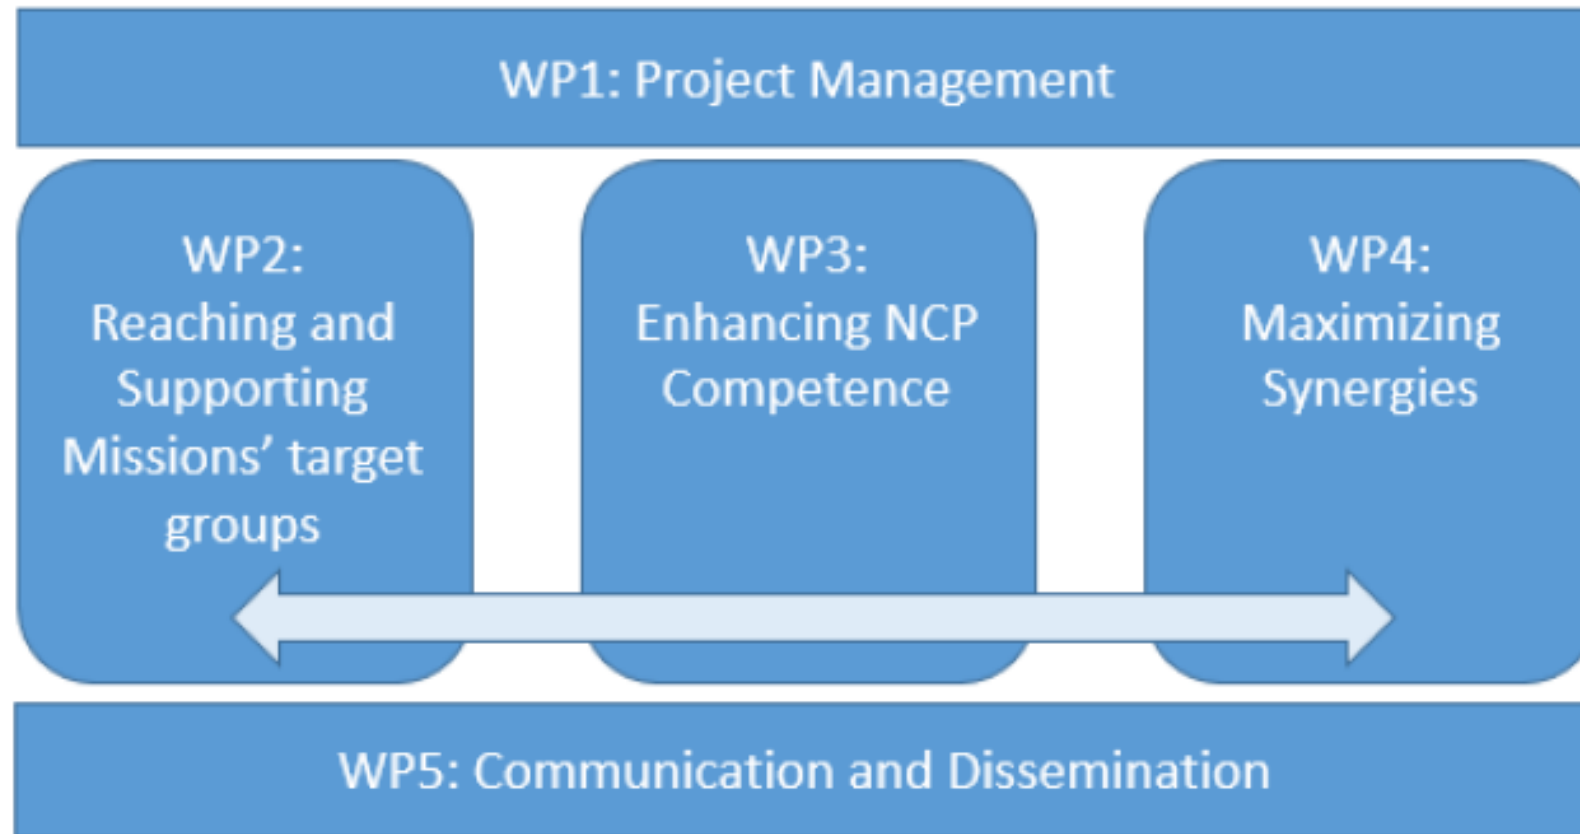 WP1: Project Management
WP2:
Reaching and
Supporting
Missions’ target
groups
WP3:
Enhancing NCP
Competence
WP4:
Maximizing
Synergies
WP5: Communication and Dissemination